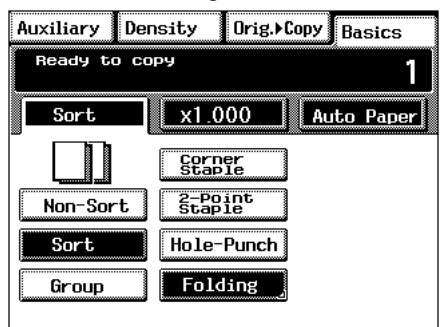 Auxiliary Density Orig.▶Copy Basics
Ready to copy
1
Sort x1.000 Auto Paper
Corner
Staple
Non-Sort 2-Point
Staple
Sort Hole-Punch
Group Folding